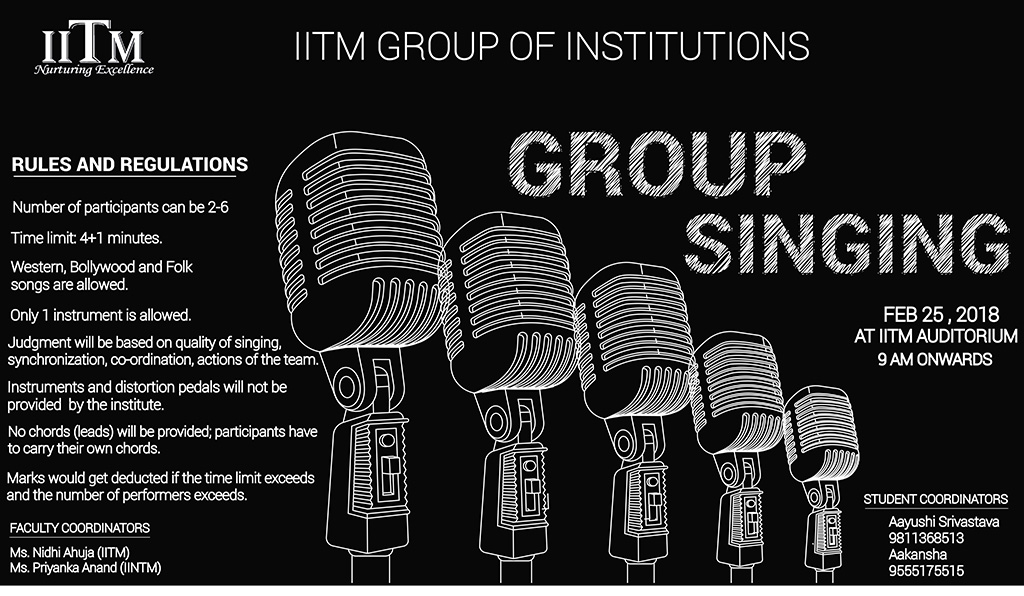 IITM
Nurturing Excellence
IITM GROUP OF INSTITUTIONS
GROUP
SINGING
FEB 25 , 2018
AT IITM AUDITORIUM
9 AM ONWARDS
RULES AND REGULATIONS
Number of participants can be 2-6
Time limit: 4+1 minutes.
Western, Bollywood and Folk
songs are allowed.
Only 1 instrument is allowed.
Judgment will be based on quality of singing,
synchronization, co-ordination, actions of the team.
Instruments and distortion pedals will not be
provided by the institute.
No chords (leads) will be provided; participants have
to carry their own chords.
Marks would get deducted if the time limit exceeds
and the number of performers exceeds.
FACULTY COORDINATORS
Ms. Nidhi Ahuja (IITM)
Ms. Priyanka Anand (IINTM)
STUDENT COORDINATORS
Aayushi Srivastava
9811368513
Aakansha
9555175515